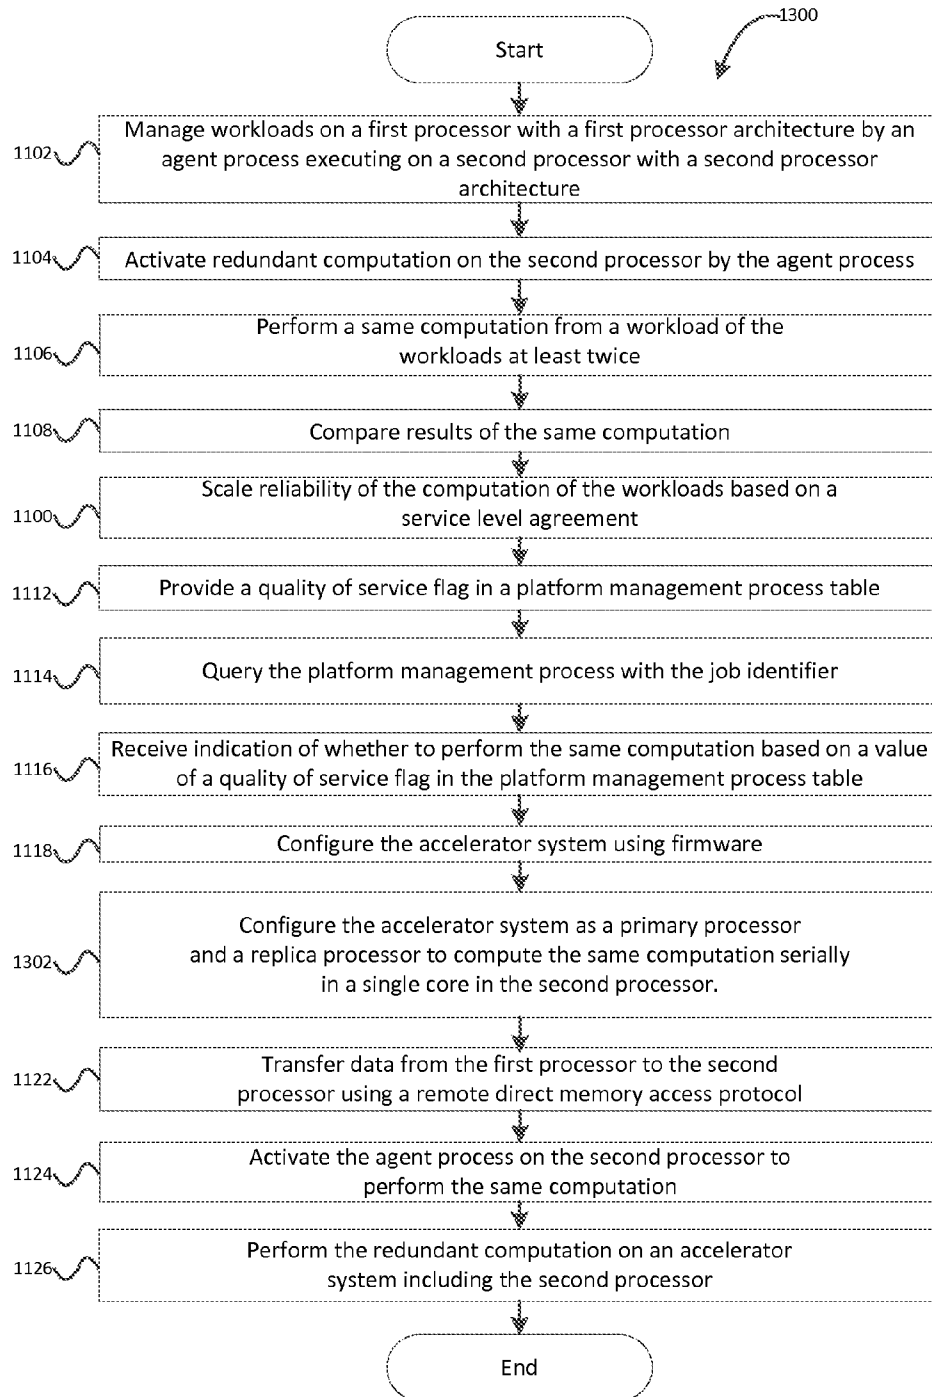 1300
Start
1102
Manage workloads on a first processor with a first processor architecture by an
agent process executing on a second processor with a second processor
architecture
1104
Activate redundant computation on the second processor by the agent process
1106
Perform a same computation from a workload of the
workloads at least twice
1108
Compare results of the same computation
1100
Scale reliability of the computation of the workloads based on a
service level agreement
1112
Provide a quality of service flag in a platform management process table
1114
Query the platform management process with the job identifier
1116
Receive indication of whether to perform the same computation based on a value
of a quality of service flag in the platform management process table
1118
Configure the accelerator system using firmware
1302
Configure the accelerator system as a primary processor
and a replica processor to compute the same computation serially
in a single core in the second processor.
1122
Transfer data from the first processor to the second
processor using a remote direct memory access protocol
1124
Activate the agent process on the second processor to
perform the same computation
1126
Perform the redundant computation on an accelerator
system including the second processor
End